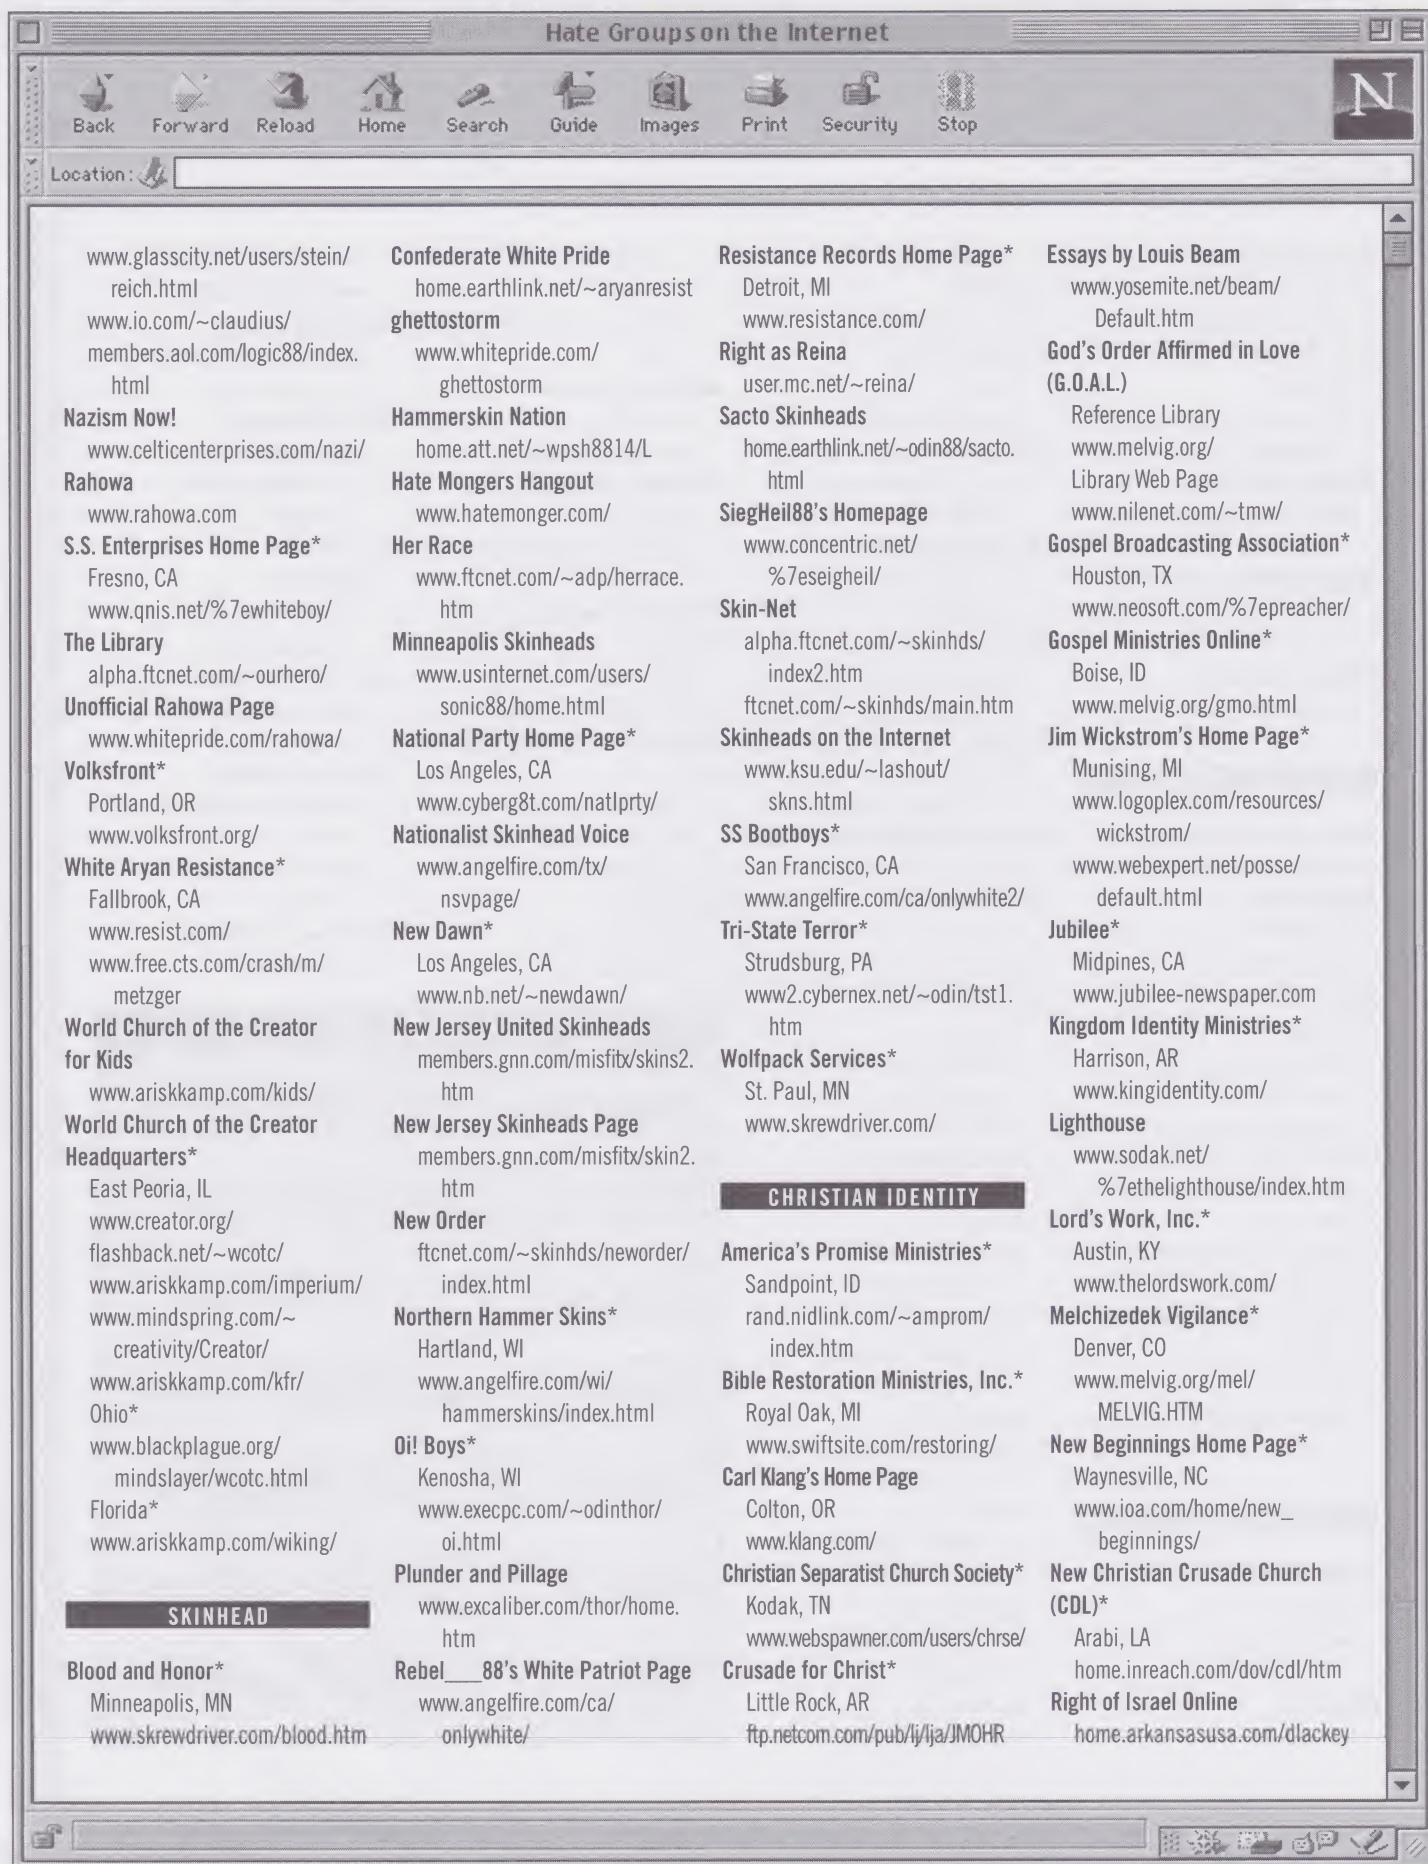 Hate Groups on the Internet
Back
Forward
Reload
Home
Search
Guide
Images
Print
Security
Stop
N
Location:
www.glasscity.net/users/stein/
reich.html
www.io.com/~claudius/
members.aol.com/logic88/index.
html
Nazism Now!
www.celticenterprises.com/nazi/
Rahowa
www.rahowa.com
S.S. Enterprises Home Page*
Fresno, CA
www.qnis.net/%7ewhiteboy/
The Library
alpha.ftcnet.com/~ourhero/
Unofficial Rahowa Page
www.whitepride.com/rahowa/
Volksfront*
Portland, OR
www.volksfront.org/
White Aryan Resistance*
Fallbrook, CA
www.resist.com/
www.free.cts.com/crash/m/
metzger
World Church of the Creator
for Kids
www.ariskkamp.com/kids/
World Church of the Creator
Headquarters*
East Peoria, IL
www.creator.org/
flashback.net/~wcotc/
www.ariskkamp.com/imperium/
www.mindspring.com/~
creativity/Creator/
www.ariskkamp.com/kfr/
Ohio*
www.blackplague.org/
mindslayer/wcotc.html
Florida*
www.ariskkamp.com/wiking/
SKINHEAD
Blood and Honor*
Minneapolis, MN
www.skrewdriver.com/blood.htm
Confederate White Pride
home.earthlink.net/~aryanresist
ghettostorm
www.whitepride.com/
ghettostorm
Hammerskin Nation
home.att.net/~wpsh8814/L
Hate Mongers Hangout
www.hatemonger.com/
Her Race
www.ftcnet.com/~adp/herrace.
htm
Minneapolis Skinheads
www.usinternet.com/users/
sonic88/home.html
National Party Home Page*
Los Angeles, CA
www.cyberg8t.com/natlprty/
Nationalist Skinhead Voice
www.angelfire.com/tx/
nsvpage/
New Dawn*
Los Angeles, CA
www.nb.net/~newdawn/
New Jersey United Skinheads
members.gnn.com/misfitx/skins2.
htm
New Jersey Skinheads Page
members.gnn.com/misfitx/skin2.
htm
New Order
ftcnet.com/~skinhds/neworder/
index.html
Northern Hammer Skins*
Hartland, WI
www.angelfire.com/wi/
hammerskins/index.html
Oi! Boys*
Kenosha, WI
www.execpc.com/~odinthor/
oi.html
Plunder and Pillage
www.excaliber.com/thor/home.
htm
Rebel___88's White Patriot Page
www.angelfire.com/ca/
onlywhite/
Resistance Records Home Page*
Detroit, MI
www.resistance.com/
Right as Reina
user.mc.net/~reina/
Sacto Skinheads
home.earthlink.net/~odin88/sacto.
html
SiegHeil88's Homepage
www.concentric.net/
%7eseigheil/
Skin-Net
alpha.ftcnet.com/~skinhds/
index2.htm
ftcnet.com/~skinhds/main.htm
Skinheads on the Internet
www.ksu.edu/~lashout/
skns.html
SS Bootboys*
San Francisco, CA
www.angelfire.com/ca/onlywhite2/
Tri-State Terror*
Strudsburg, PA
www2.cybernex.net/~odin/tst1.
htm
Wolfpack Services*
St. Paul, MN
www.skrewdriver.com/
CHRISTIAN IDENTITY
America's Promise Ministries*
Sandpoint, ID
rand.nidlink.com/~amprom/
index.htm
Bible Restoration Ministries, Inc.*
Royal Oak, MI
www.swiftsite.com/restoring/
Carl Klang's Home Page
Colton, OR
www.klang.com/
Christian Separatist Church Society*
Kodak, TN
www.webspawner.com/users/chrse/
Crusade for Christ*
Little Rock, AR
ftp.netcom.com/pub/lj/lja/JMOHR
Essays by Louis Beam
www.yosemite.net/beam/
Default.htm
God's Order Affirmed in Love
(G.O.A.L.)
Reference Library
www.melvig.org/
Library Web Page
www.nilenet.com/~tmw/
Gospel Broadcasting Association*
Houston, TX
www.neosoft.com/%7epreacher/
Gospel Ministries Online*
Boise, ID
www.melvig.org/gmo.html
Jim Wickstrom's Home Page*
Munising, MI
www.logoplex.com/resources/
wickstrom/
www.webexpert.net/posse/
default.html
Jubilee*
Midpines, CA
www.jubilee-newspaper.com
Kingdom Identity Ministries*
Harrison, AR
www.kingidentity.com/
Lighthouse
www.sodak.net/
%7ethelighthouse/index.htm
Lord's Work, Inc.*
Austin, KY
www.thelordswork.com/
Melchizedek Vigilance*
Denver, CO
www.melvig.org/mel/
MELVIG.HTM
New Beginnings Home Page*
Waynesville, NC
www.ioa.com/home/new_
beginnings/
New Christian Crusade Church
(CDL)*
Arabi, LA
home.inreach.com/dov/cdl/htm
Right of Israel Online
home.arkansasusa.com/dlackey